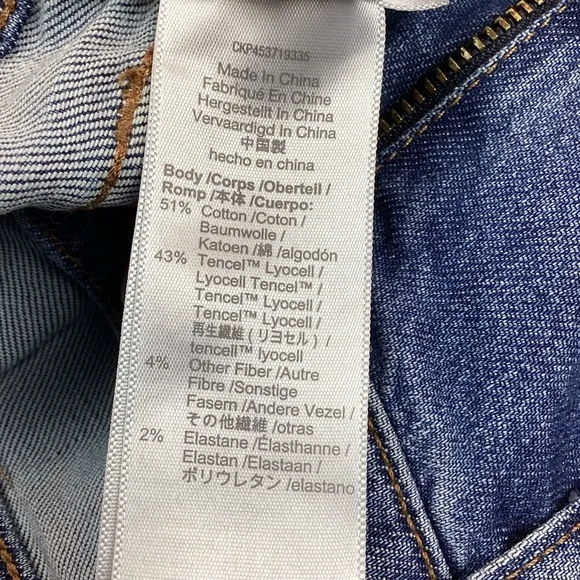 CKP453719335
Made In China
Fabriqué En Chine
Hergestellt In China
Vervaardigd In China
中国製
hecho en china
Body /Corps /Oberteil /
Romp /本体 /Cuerpo:
51% Cotton /Coton /
Baumwolle /
Katoen /綿 /algodón
43% Tencel™ Lyocell /
Lyocell Tencel™ /
Tencel™ Lyocell /
Tencel™ Lyocell /
再生繊維 ( リヨセル ) /
tencell™ lyocell
4% Other Fiber /Autre
Fibre /Sonstige
Fasern /Andere Vezel /
その他繊維 /otras
2% Elastane /Élasthanne /
Elastan /Elastaan /
ポリウレタン /elastano